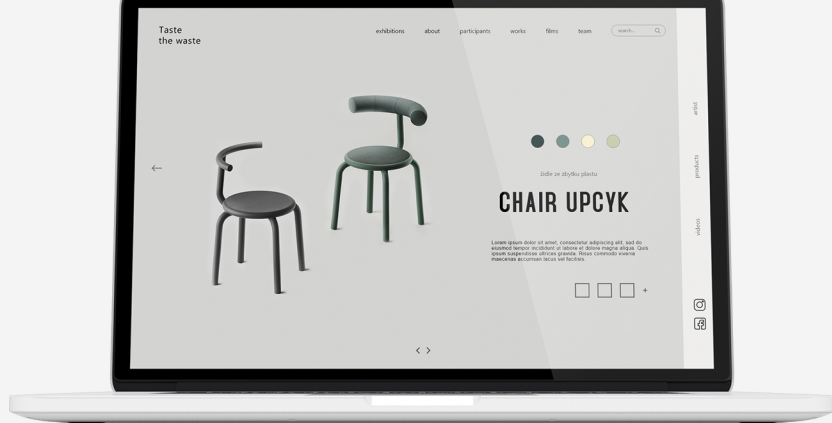 Taste
the waste
exhibitions about participants works films team search...
artist
products
videos
židle ze zbytku plastu
CHAIR UPCYK
Lorem ipsum dolor sit amet, consectetur adipiscing elit, sed do
eiusmod tempor incididunt ut labore et dolore magna aliqua. Quis
ipsum suspendisse ultrices gravida. Risus commodo viverra
maecenas accumsan lacus vel facilisis.
+